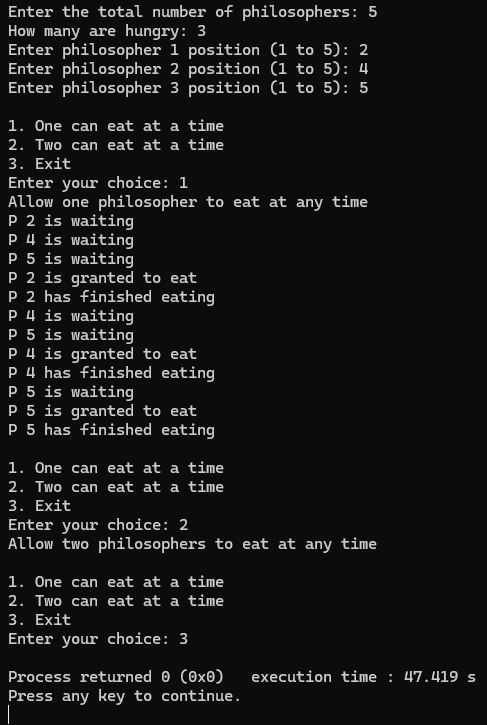 Enter the total number of philosophers: 5
How many are hungry: 3
Enter philosopher 1 position (1 to 5): 2
Enter philosopher 2 position (1 to 5): 4
Enter philosopher 3 position (1 to 5): 5

1. One can eat at a time
2. Two can eat at a time
3. Exit
Enter your choice: 1
Allow one philosopher to eat at any time
P 2 is waiting
P 4 is waiting
P 5 is waiting
P 2 is granted to eat
P 2 has finished eating
P 4 is waiting
P 5 is waiting
P 4 is granted to eat
P 4 has finished eating
P 5 is waiting
P 5 is granted to eat
P 5 has finished eating

1. One can eat at a time
2. Two can eat at a time
3. Exit
Enter your choice: 2
Allow two philosophers to eat at any time

1. One can eat at a time
2. Two can eat at a time
3. Exit
Enter your choice: 3

Process returned 0 (0x0)   execution time : 47.419 s
Press any key to continue.